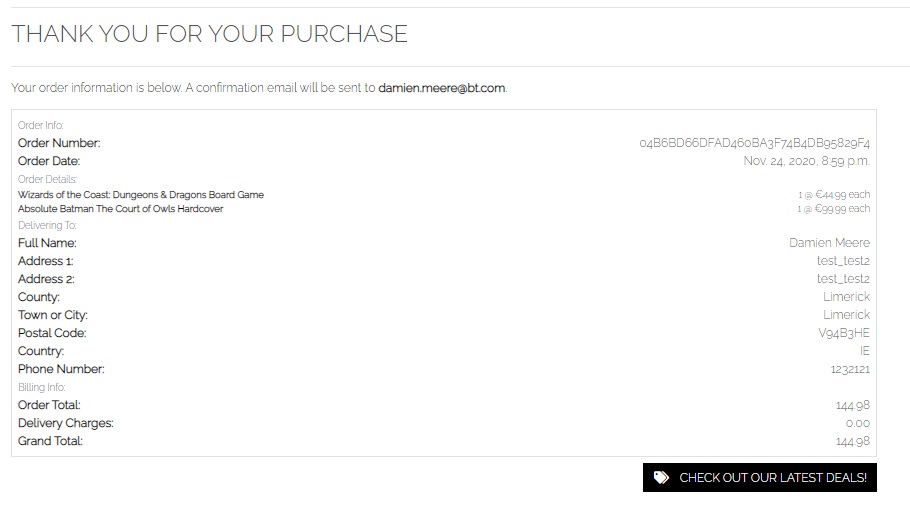 THANK YOU FOR YOUR PURCHASE
Your order information is below. A confirmation email will be sent to damien.meere@bt.com.
Order Info:
Order Number: 04B6BD66DFAD460BA3F74B4DB95829F4
Order Date: Nov. 24, 2020, 8:59 p.m.
Order Details:
Wizards of the Coast: Dungeons & Dragons Board Game 1 @ €44.99 each
Absolute Batman The Court of Owls Hardcover 1 @ €99.99 each
Delivering To:
Full Name: Damien Meere
Address 1: test_test2
Address 2: test_test2
County: Limerick
Town or City: Limerick
Postal Code: V94B3HE
Country: IE
Phone Number: 1232121
Billing Info:
Order Total: 144.98
Delivery Charges: 0.00
Grand Total: 144.98
CHECK OUT OUR LATEST DEALS!